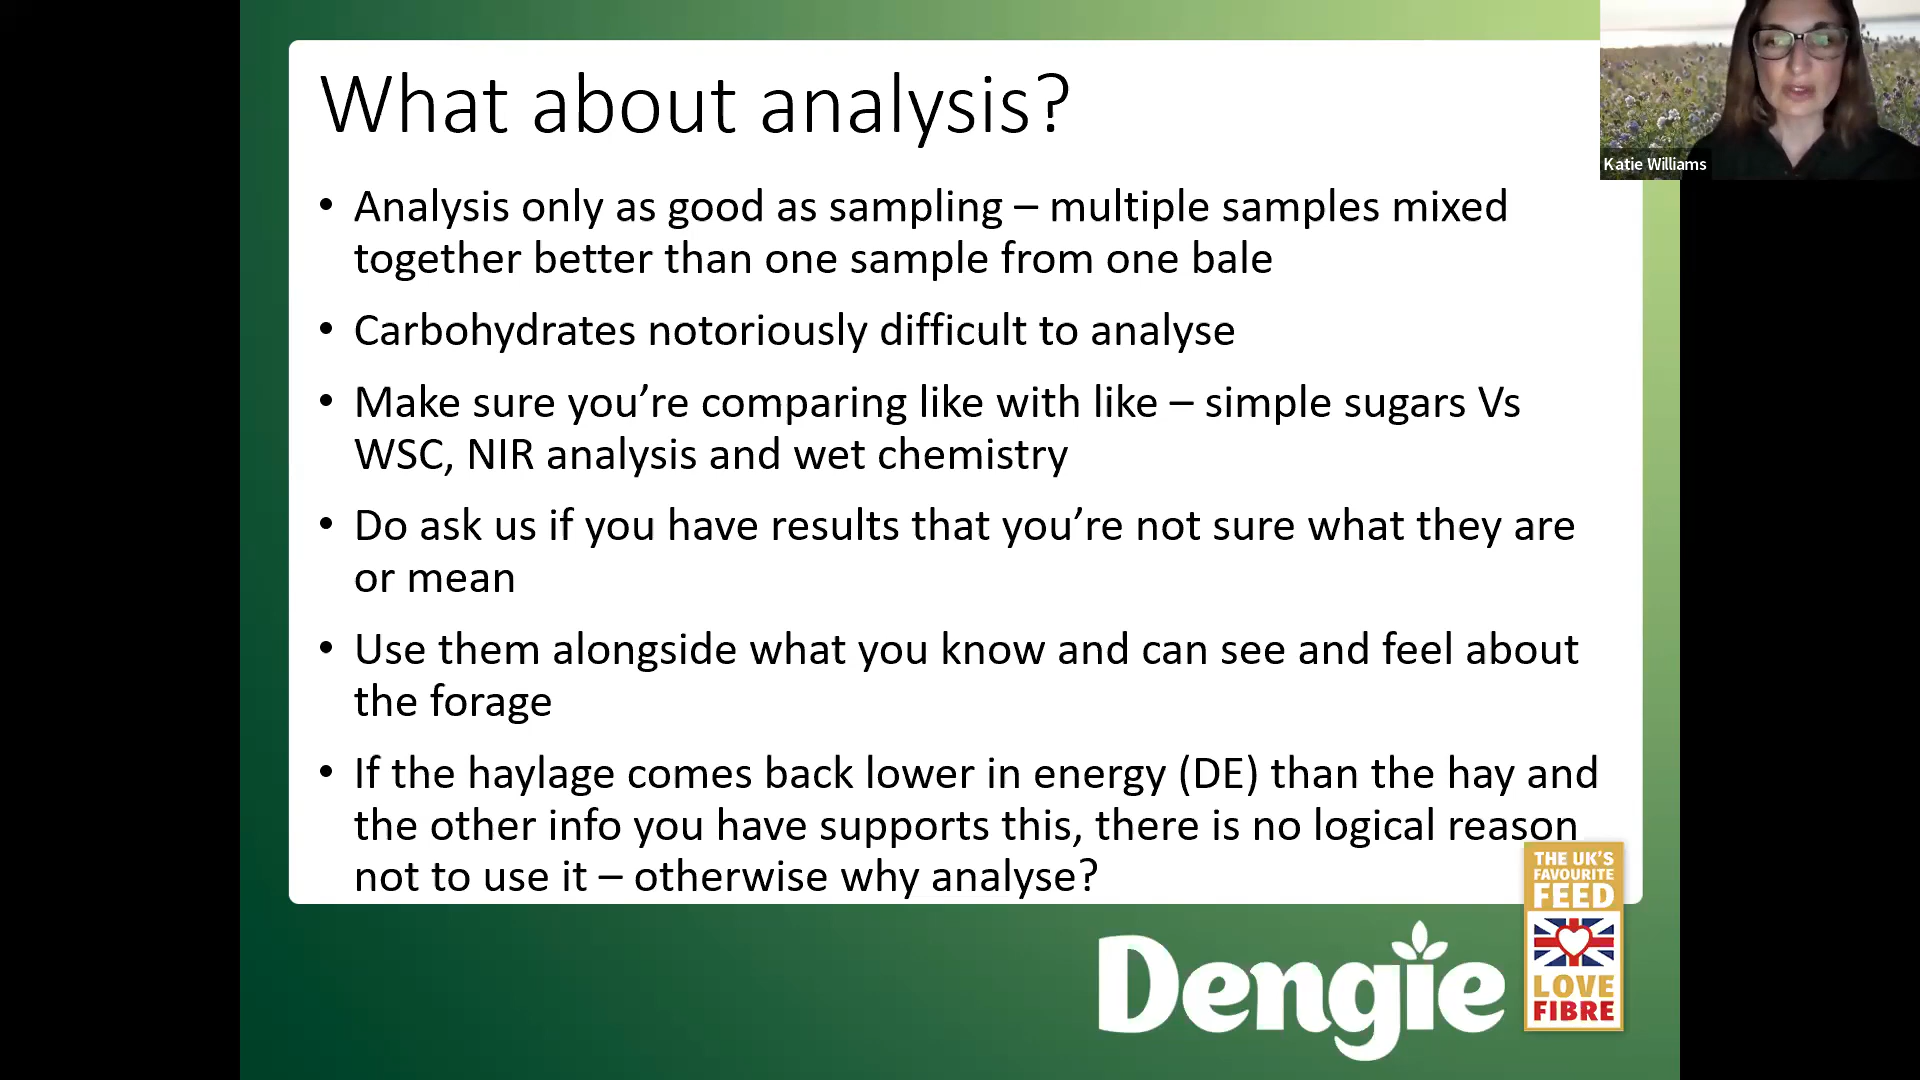 What about analysis?
Katie Williams
• Analysis only as good as sampling – multiple samples mixed
together better than one sample from one bale
• Carbohydrates notoriously difficult to analyse
• Make sure you’re comparing like with like – simple sugars Vs
WSC, NIR analysis and wet chemistry
• Do ask us if you have results that you’re not sure what they are
or mean
• Use them alongside what you know and can see and feel about
the forage
• If the haylage comes back lower in energy (DE) than the hay and
the other info you have supports this, there is no logical reason
not to use it – otherwise why analyse?
THE UK'S
FAVOURITE
FEED
LOVE
FIBRE
Dengie